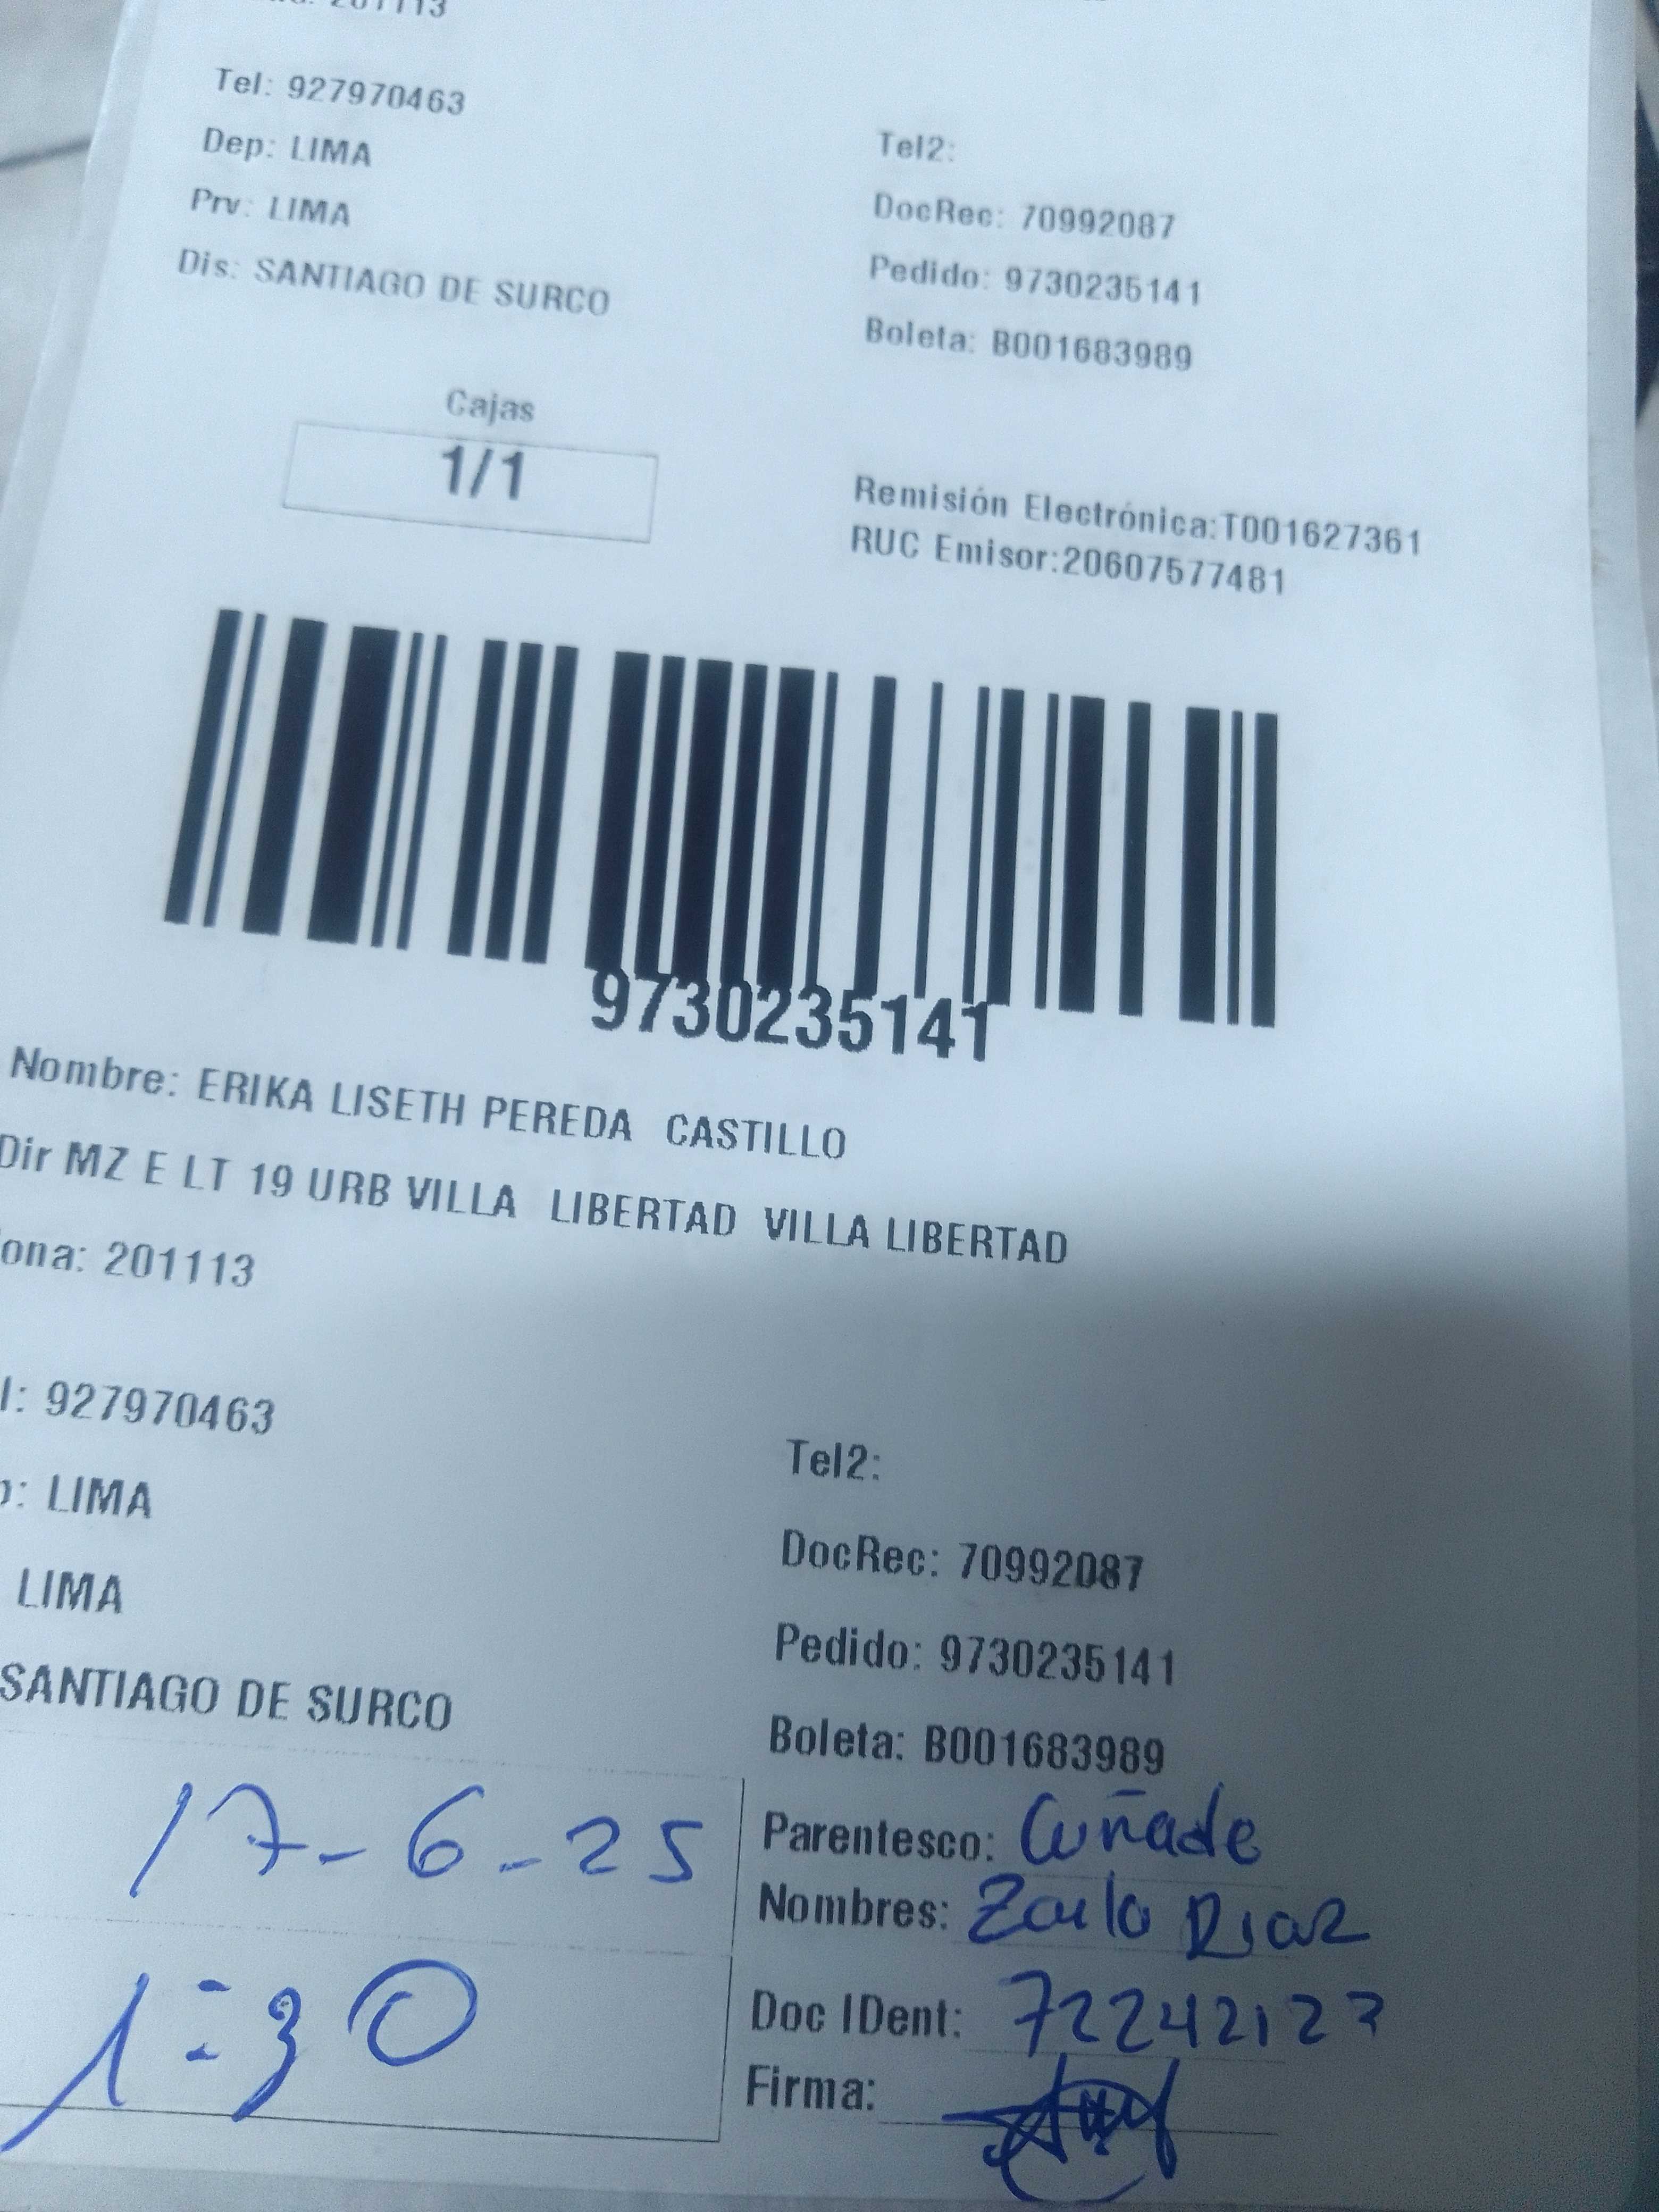 201113
Tel: 927970463
Dep: LIMA
Prv: LIMA
Dis: SANTIAGO DE SURCO
Tel2:
DocRec: 70992087
Pedido: 9730235141
Boleta: B001683989
Cajas
1/1
Remisión Electrónica:T001627361
RUC Emisor:20607577481
9730235141
Nombre: ERIKA LISETH PEREDA CASTILLO
Dir MZ E LT 19 URB VILLA LIBERTAD VILLA LIBERTAD
ona: 201113
l: 927970463
: LIMA
LIMA
SANTIAGO DE SURCO
Tel2:
DocRec: 70992087
Pedido: 9730235141
Boleta: B001683989
17-6-25
1:30
Parentesco: Cuñade
Nombres: Diaz
Doc IDent:
Firma: